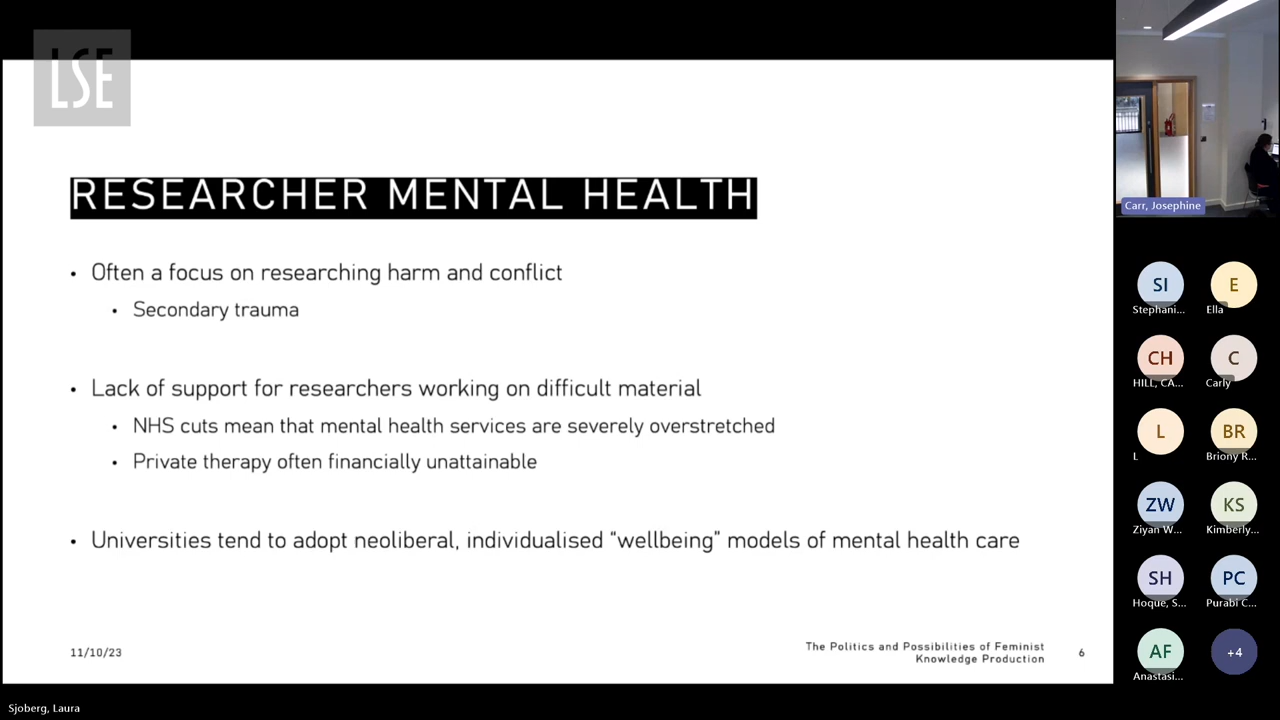 LSE
RESEARCHER MENTAL HEALTH
• Often a focus on researching harm and conflict
• Secondary trauma
• Lack of support for researchers working on difficult material
• NHS cuts mean that mental health services are severely overstretched
• Private therapy often financially unattainable
• Universities tend to adopt neoliberal, individualised “wellbeing” models of mental health care
11/10/23
The Politics and Possibilities of Feminist
Knowledge Production
6
Carr, Josephine
SI
Stephani...
E
Ella
CH
HILL, CA...
C
Carly
L
L
BR
Briony R...
ZW
Ziyan W...
KS
Kimberly...
SH
Hoque, S...
PC
Purabi C...
AF
Anastasi...
+4
Sjoberg, Laura